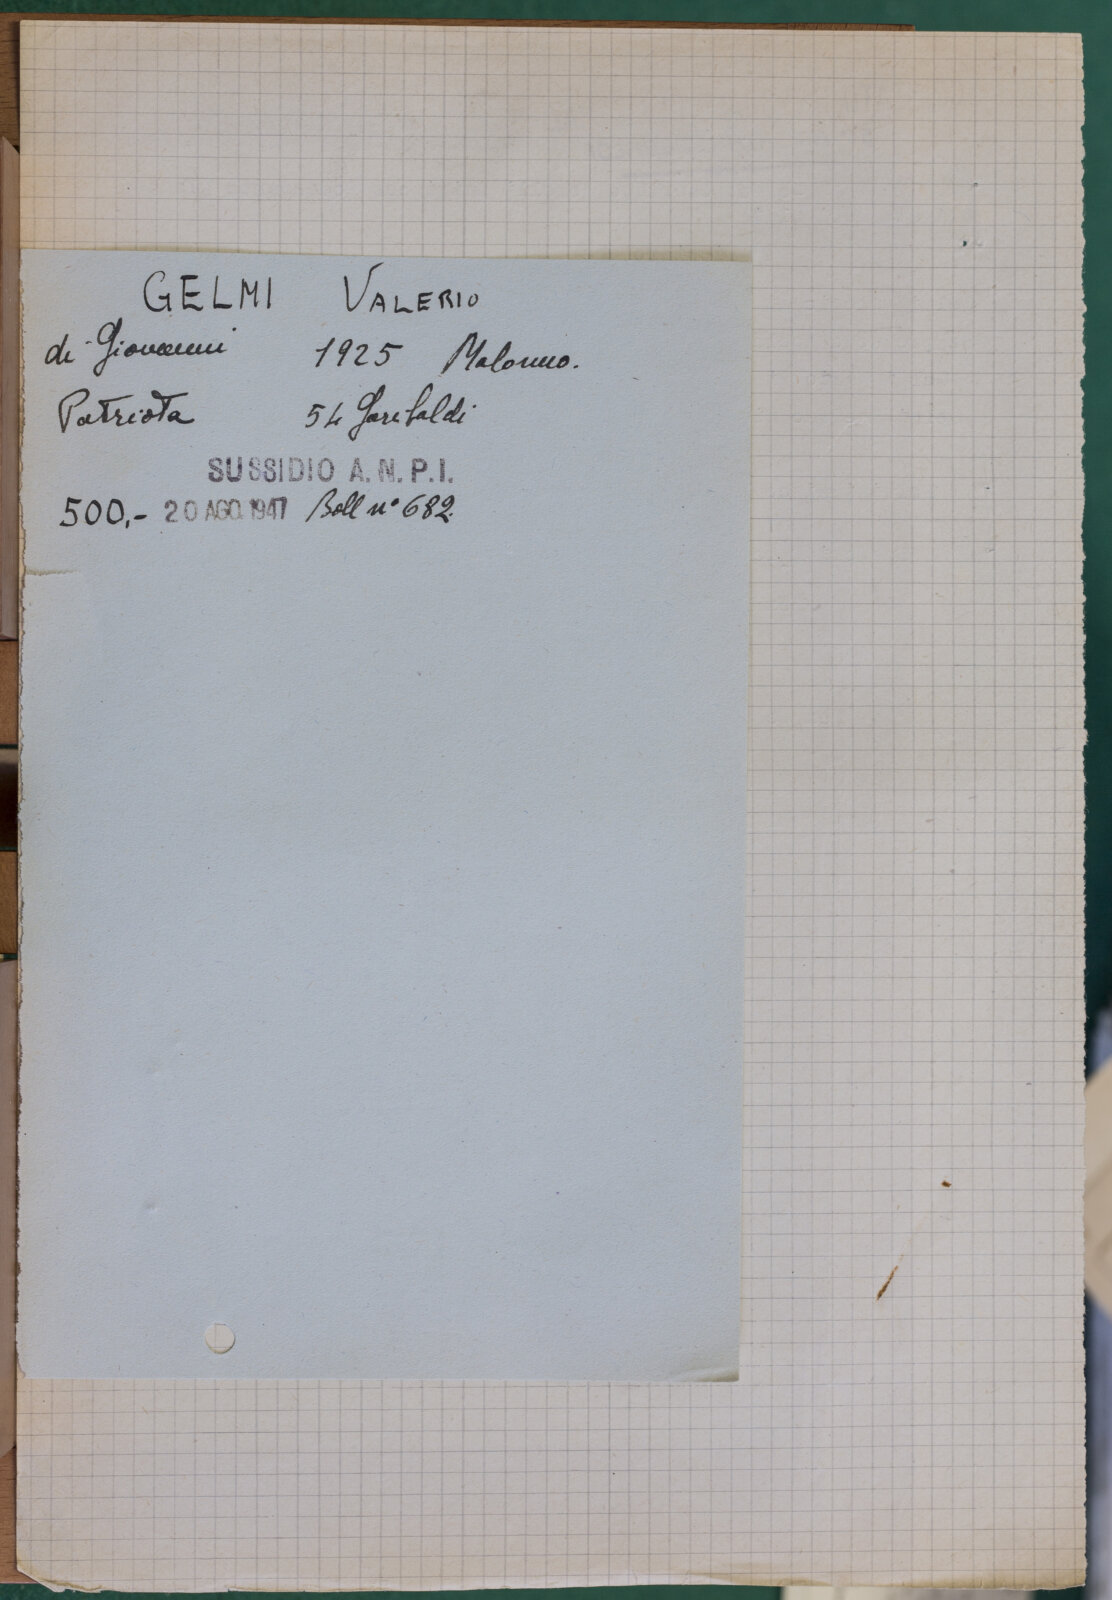 GELMI VALERIO
di Giovanni 1925 Malonno.
Patriota 54 Garibaldi
SUSSIDIO A.N.P.I.
500,- 20 AGO. 1947 Boll n° 682.